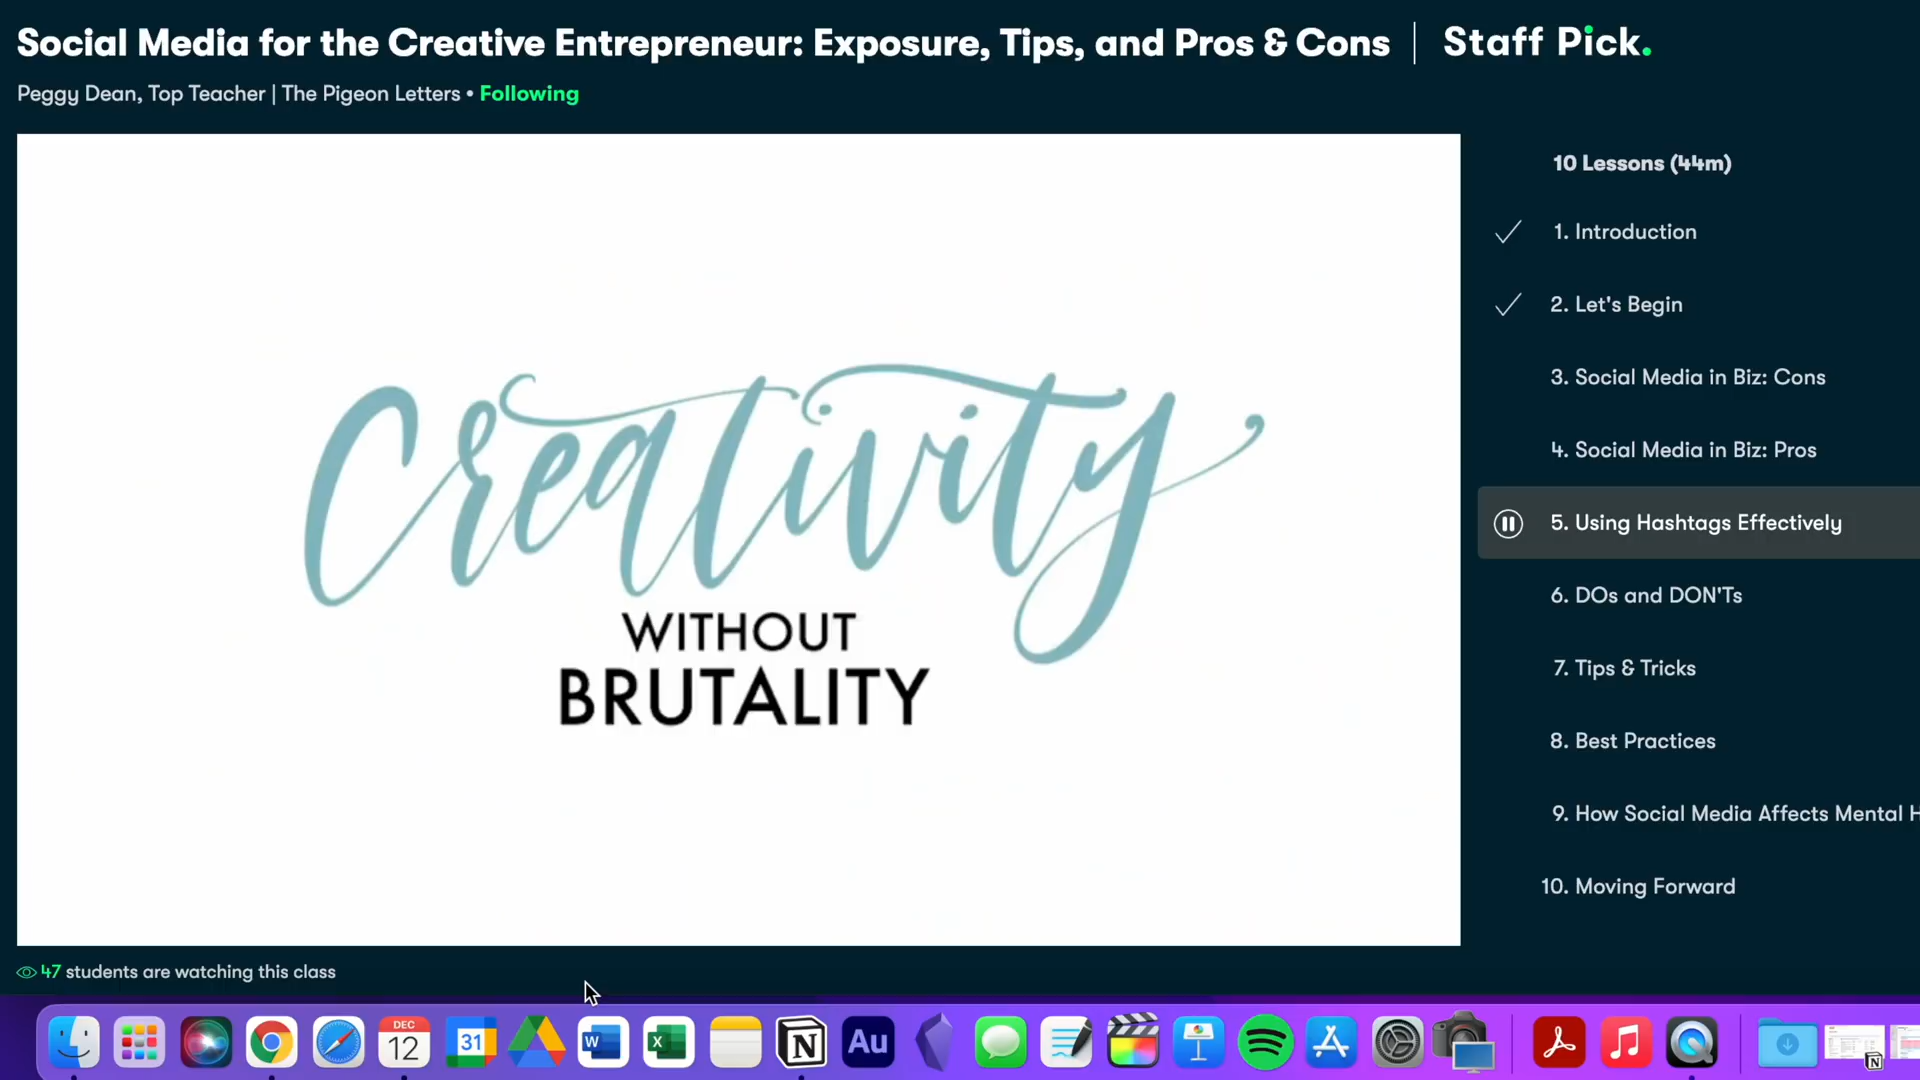 Social Media for the Creative Entrepreneur: Exposure, Tips, and Pros & Cons | Staff Pick.
Peggy Dean, Top Teacher | The Pigeon Letters • Following
Creativity
WITHOUT
BRUTALITY
10 Lessons (44m)
1. Introduction
2. Let's Begin
3. Social Media in Biz: Cons
4. Social Media in Biz: Pros
5. Using Hashtags Effectively
6. DOs and DON'Ts
7. Tips & Tricks
8. Best Practices
9. How Social Media Affects Mental H
10. Moving Forward
47 students are watching this class
DEC
12
31
W
X
N
Au
N